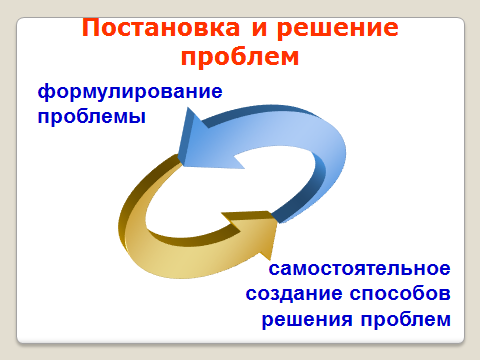 Постановка и решение
проблем
формулирование
проблемы
самостоятельное
создание способов
решения проблем